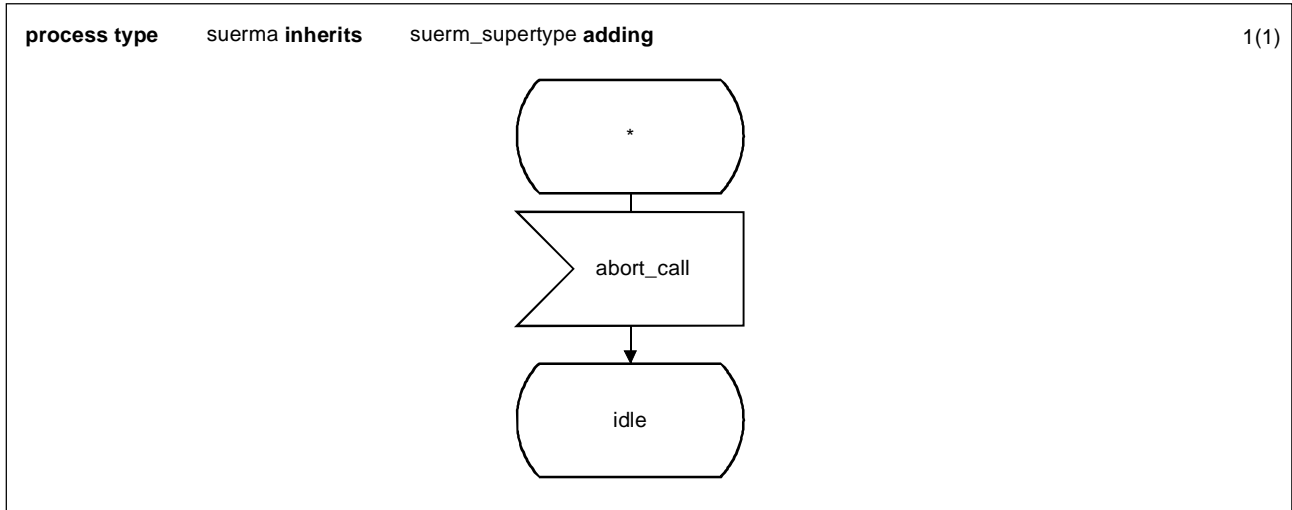 process type suerma inherits suerm_supertype adding 1(1)
*
abort_call
idle